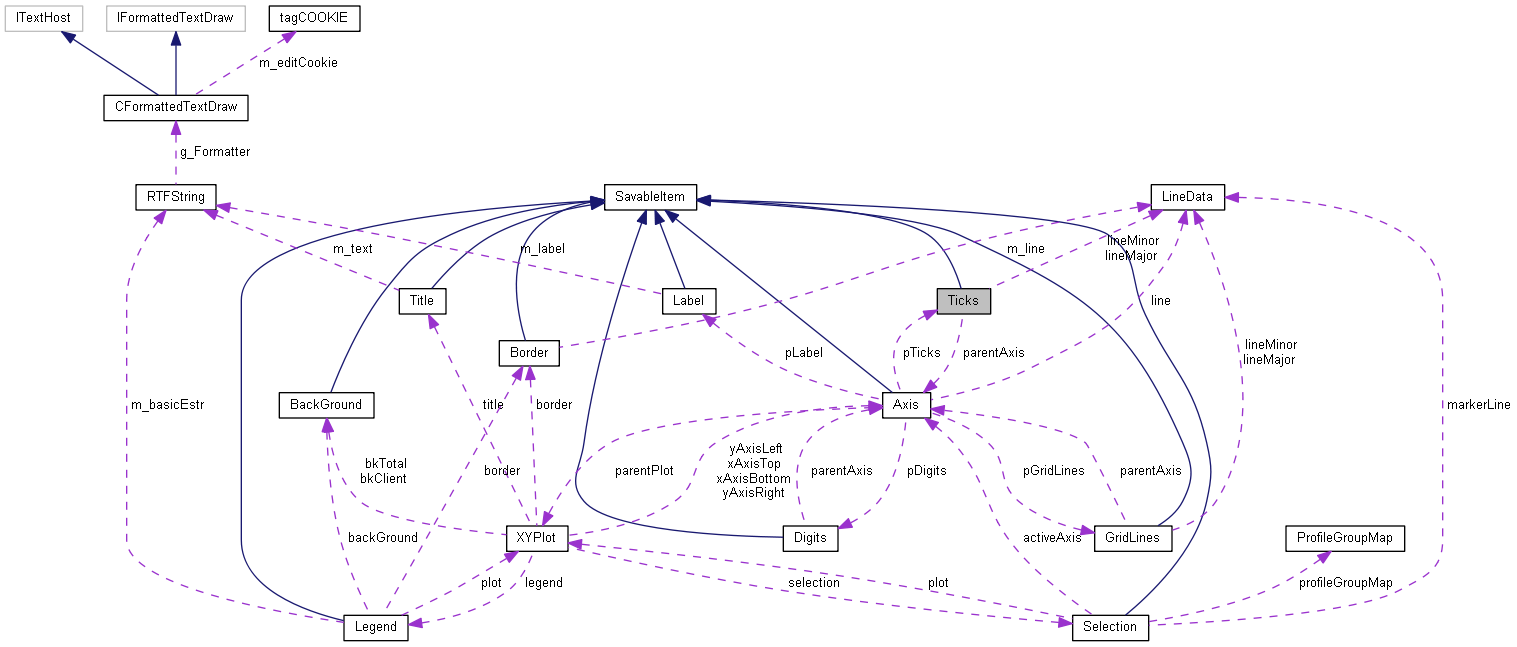 ITextHost
IFormattedTextDraw
tagCOOKIE
m_editCookie
CFormattedTextDraw
g_Formatter
RTFString
SavableItem
LineData
m_text
m_label
m_line
lineMinor
lineMajor
Title
Label
Ticks
line
Border
pLabel
pTicks
parentAxis
lineMinor
lineMajor
m_basicEstr
BackGround
title
border
Axis
markerLine
bkTotal
bkClient
border
parentPlot
yAxisLeft
xAxisTop
xAxisBottom
yAxisRight
parentAxis
pDigits
pGridLines
parentAxis
backGround
XYPlot
Digits
activeAxis
GridLines
ProfileGroupMap
plot
legend
selection
plot
profileGroupMap
Legend
Selection